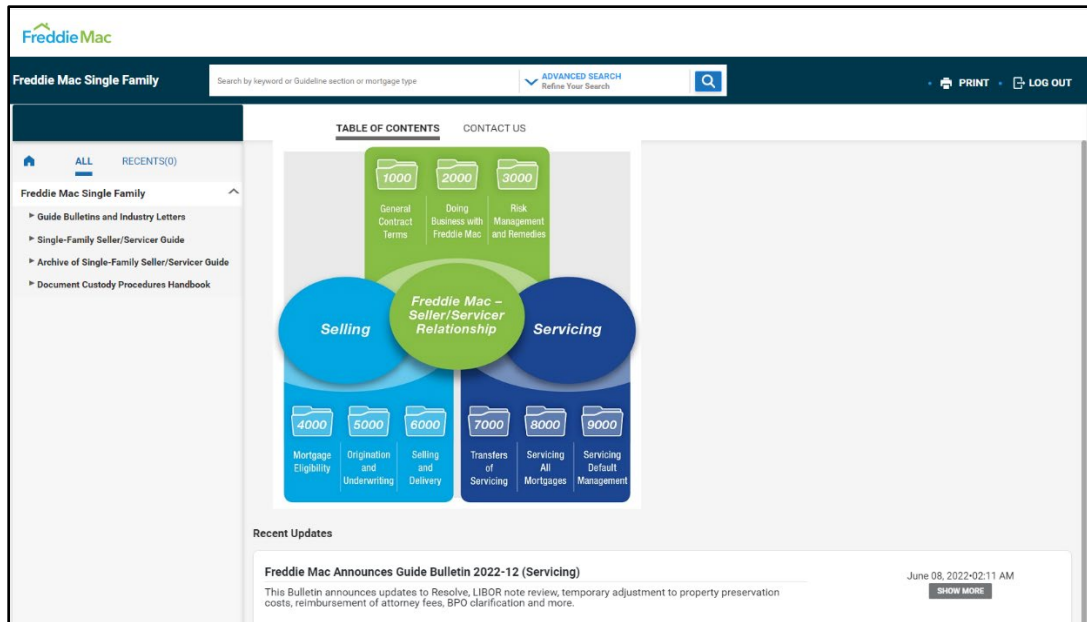 FreddieMac
Freddie Mac Single Family
Search by keyword or Guideline section or mortgage type
ADVANCED SEARCH
Refine Your Search
PRINT
LOG OUT
TABLE OF CONTENTS
CONTACT US
ALL
RECENTS(0)
Freddie Mac Single Family
Guide Bulletins and Industry Letters
Single-Family Seller/Servicer Guide
Archive of Single-Family Seller/Servicer Guide
Document Custody Procedures Handbook
1000
General
Contract
Terms
2000
Doing
Business with
Freddie Mac
3000
Risk
Management
and Remedies
Selling
Freddie Mac –
Seller/Servicer
Relationship
Servicing
4000
Mortgage
Eligibility
5000
Origination
and
Underwriting
6000
Selling
and
Delivery
7000
Transfers
of
Servicing
8000
Servicing
All
Mortgages
9000
Servicing
Default
Management
Recent Updates
Freddie Mac Announces Guide Bulletin 2022-12 (Servicing)
This Bulletin announces updates to Resolve, LIBOR note review, temporary adjustment to property preservation
costs, reimbursement of attorney fees, BPO clarification and more.
June 08, 2022•02:11 AM
SHOW MORE